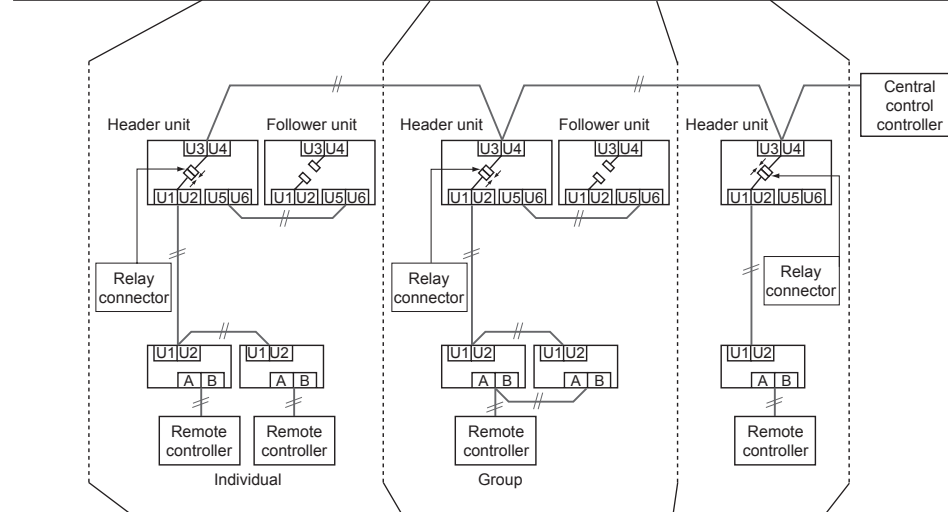 Central
control
controller
Header unit
Follower unit
Header unit
Follower unit
Header unit
U3 U4
U3 U4
U3 U4
U3 U4
U3 U4
U1 U2 U5 U6
U1 U2 U5 U6
U1 U2 U5 U6
U1 U2 U5 U6
U1 U2 U5 U6
Relay
connector
Relay
connector
Relay
connector
U1 U2
U1 U2
U1 U2
U1 U2
U1 U2
A B
A B
A B
A B
A B
Remote
controller
Remote
controller
Remote
controller
Remote
controller
Individual
Group